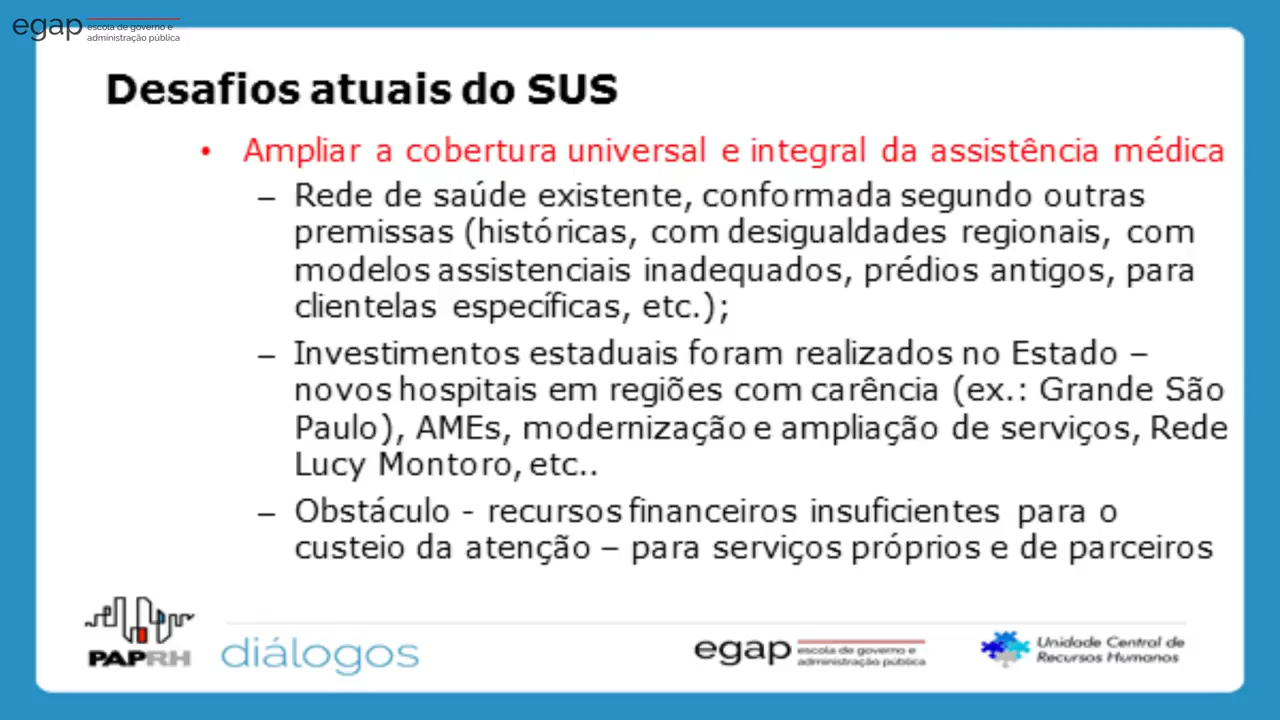 egap escola de governo e
administração pública
Desafios atuais do SUS
• Ampliar a cobertura universal e integral da assistência médica
– Rede de saúde existente, conformada segundo outras
premissas (históricas, com desigualdades regionais, com
modelos assistenciais inadequados, prédios antigos, para
clientelas específicas, etc.);
– Investimentos estaduais foram realizados no Estado –
novos hospitais em regiões com carência (ex.: Grande São
Paulo), AMEs, modernização e ampliação de serviços, Rede
Lucy Montoro, etc..
– Obstáculo - recursos financeiros insuficientes para o
custeio da atenção – para serviços próprios e de parceiros
PAPRH
diálogos
egap escola de governo e
administração pública
Unidade Central de
Recursos Humanos